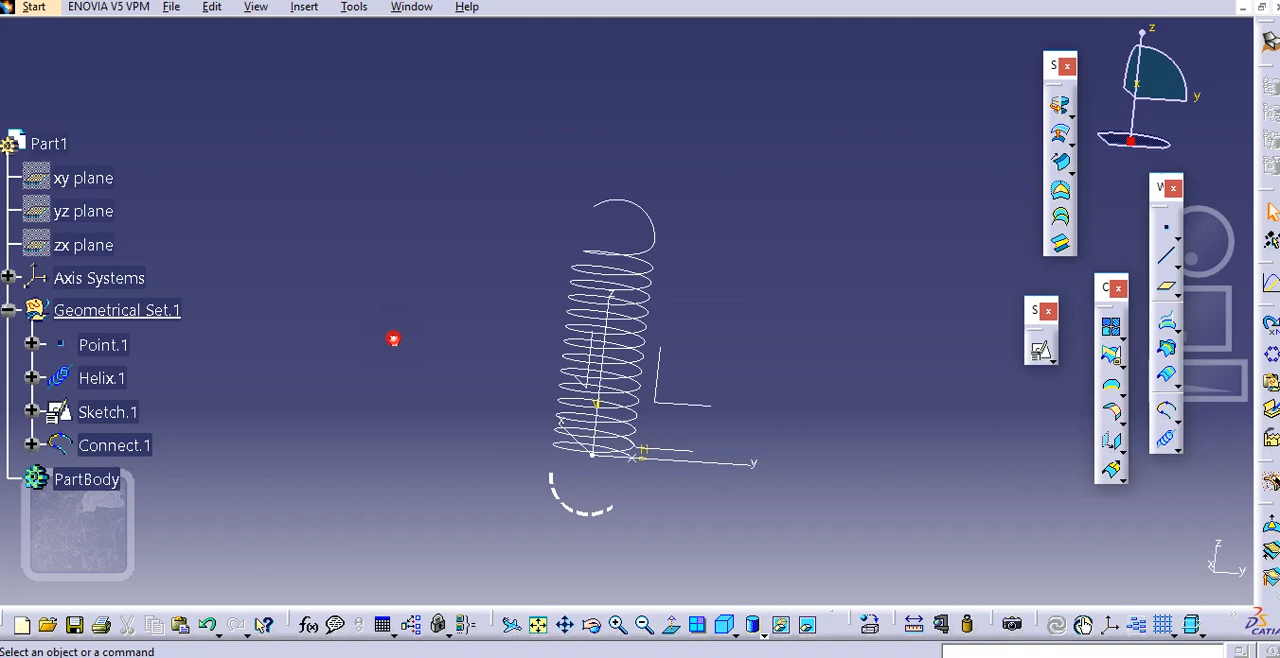 Start ENOVIA V5 VPM File Edit View Insert Tools Window Help
z
x
y
S
W
Part1
xy plane
yz plane
zx plane
Axis Systems
Geometrical Set.1
C
S
Point.1
Helix.1
Sketch.1
Connect.1
PartBody
H
x
y
z
x
y
f(x)
CATIA
Select an object or a command